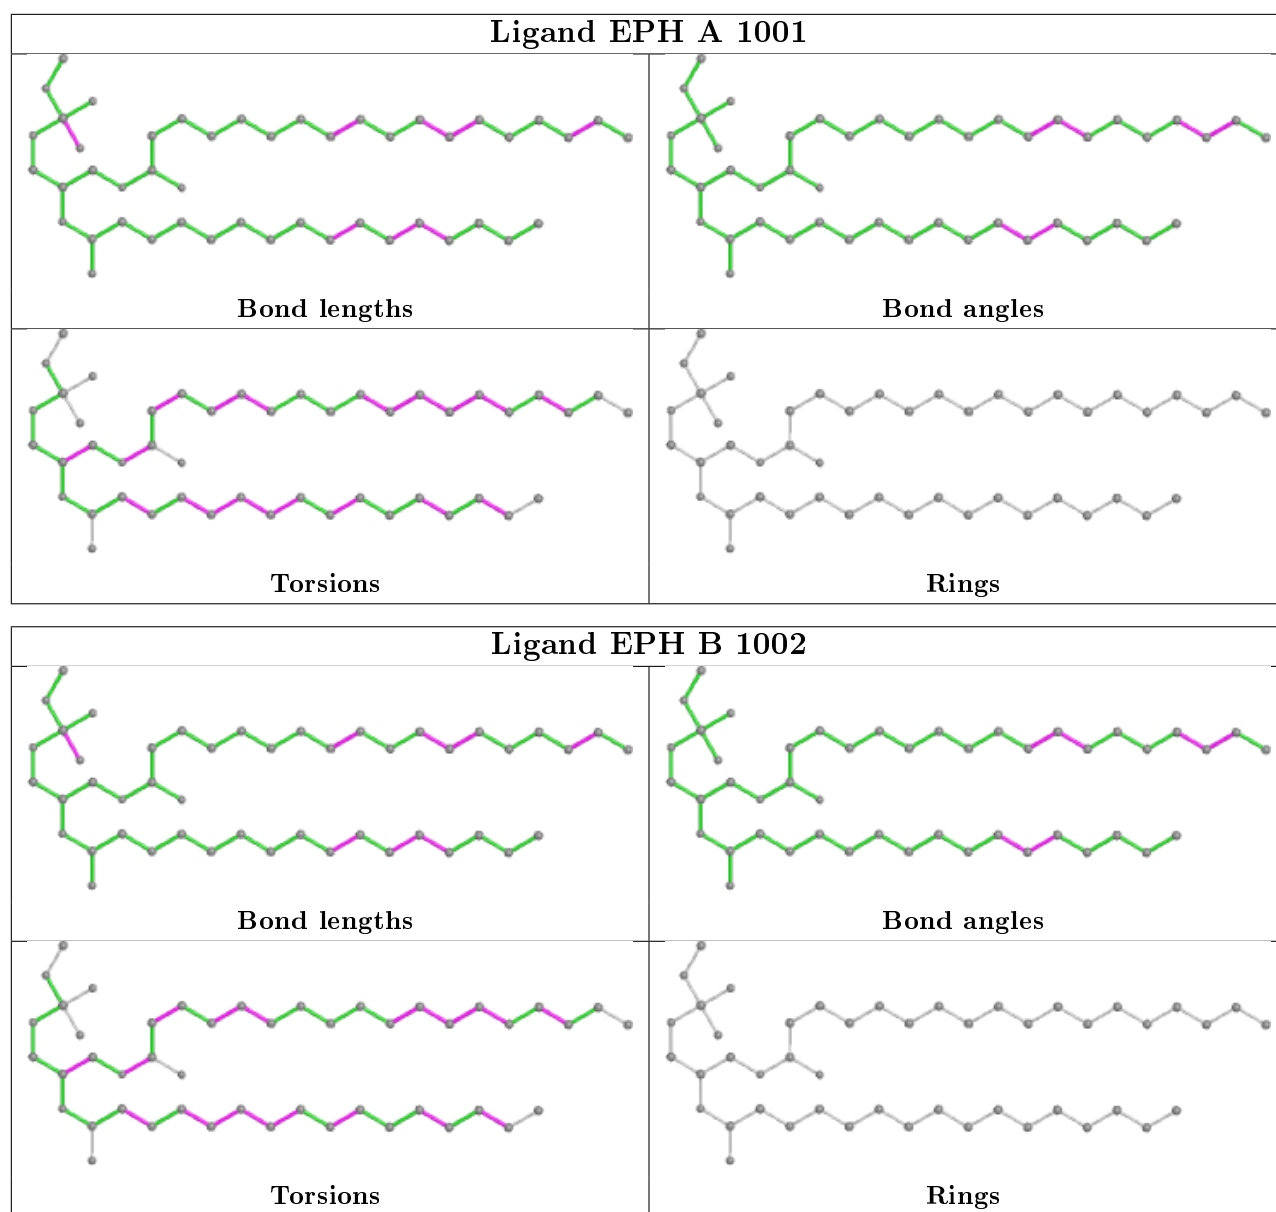 Ligand EPH A 1001
Bond lengths
Bond angles
Torsions
Rings
Ligand EPH B 1002
Bond lengths
Bond angles
Torsions
Rings